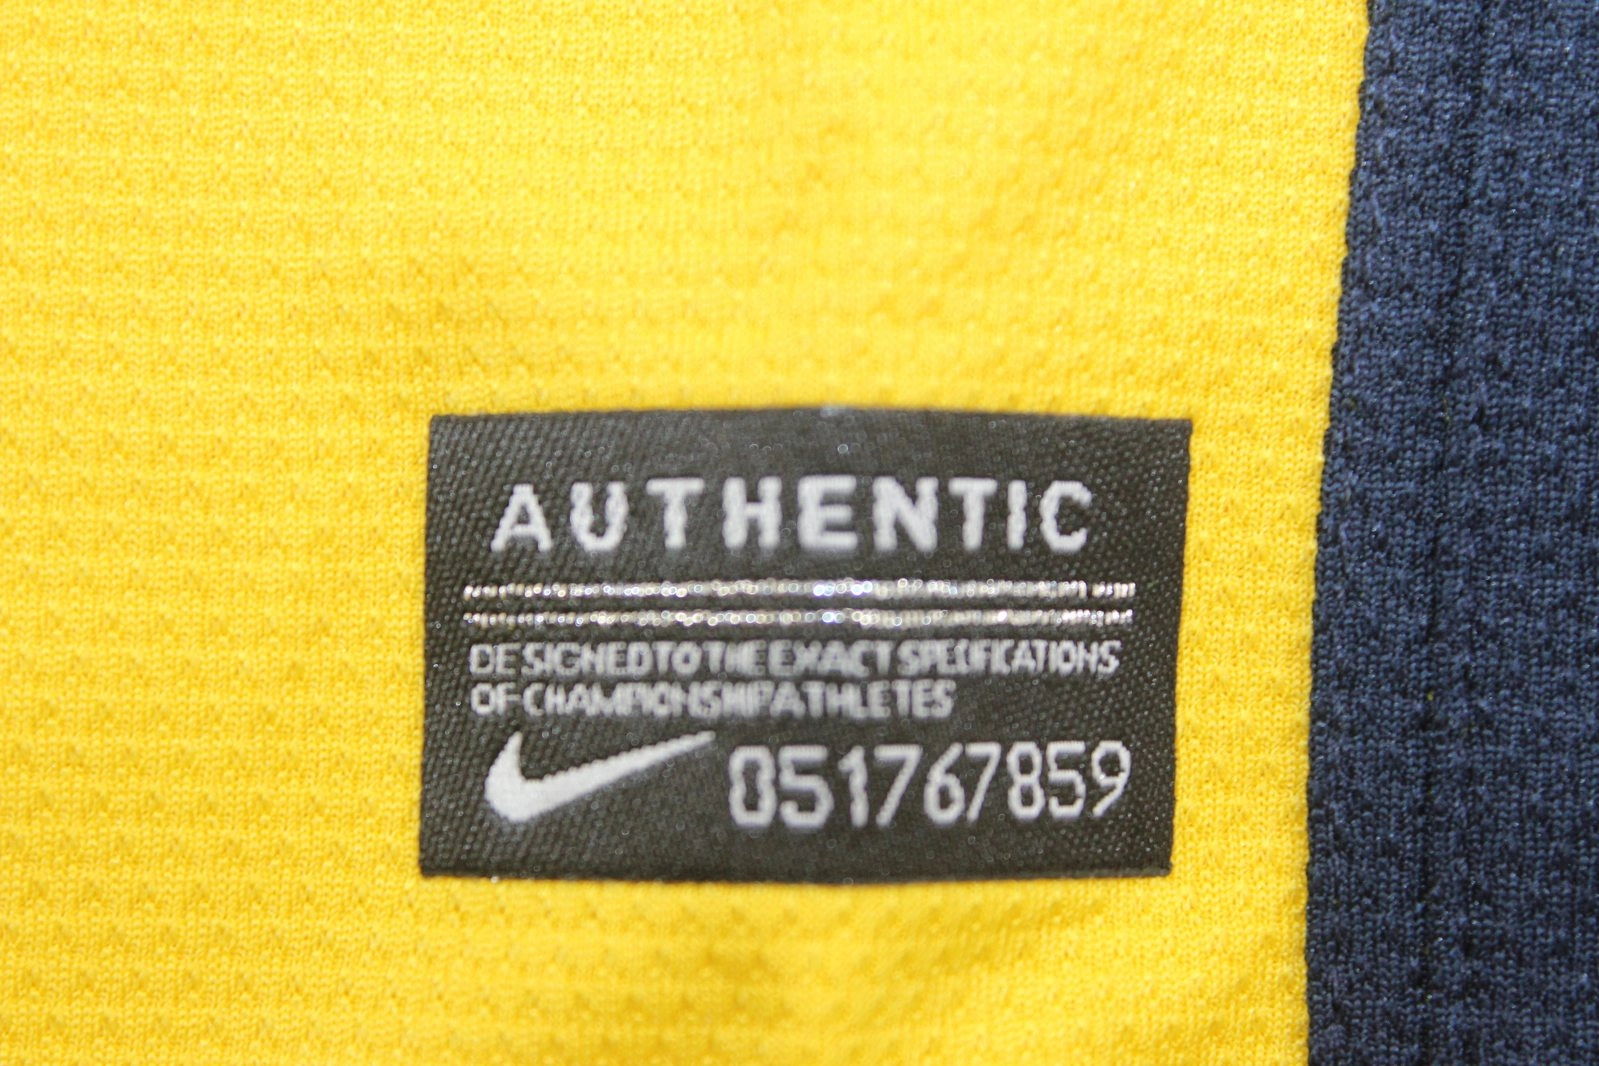 AUTHENTIC
DESIGNED TO THE EXACT SPECIFICATIONS
OF CHAMPIONSHIP ATHLETES
051767859